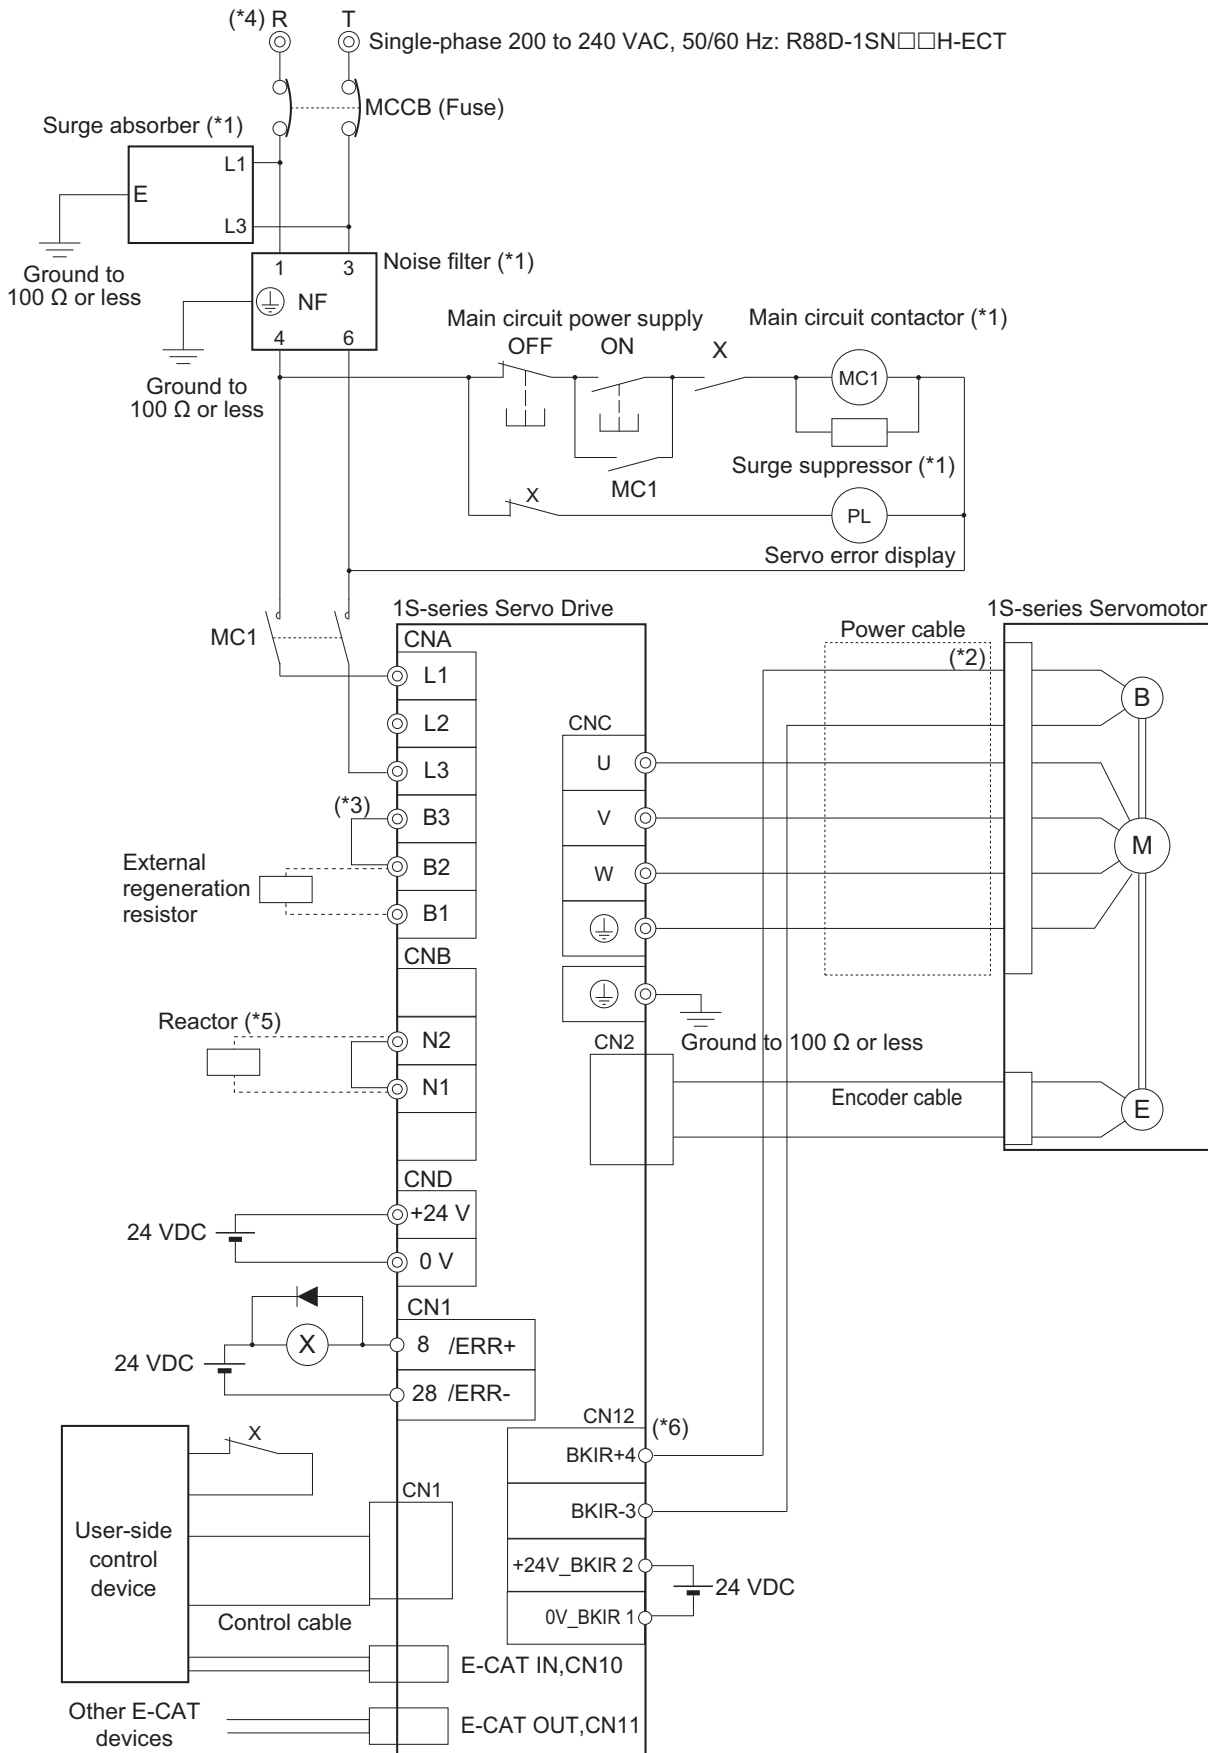 (*4) R T
Single-phase 200 to 240 VAC, 50/60 Hz: R88D-1SN□□H-ECT
MCCB (Fuse)
Surge absorber (*1)
L1
E
L3
Ground to
100 Ω or less
1 3
Noise filter (*1)
NF
4 6
Ground to
100 Ω or less
Main circuit power supply
OFF ON
X
Main circuit contactor (*1)
MC1
Surge suppressor (*1)
MC1
X
PL
Servo error display
MC1
1S-series Servo Drive
1S-series Servomotor
CNA
L1
L2
L3
(*3)
B3
B2
B1
External
regeneration
resistor
CNB
Reactor (*5)
N2
N1
CNC
U
V
W
Power cable
(*2)
B
M
E
Ground to 100 Ω or less
CN2
Encoder cable
CND
24 VDC
+24 V
0 V
CN1
X
8 /ERR+
24 VDC
28 /ERR-
CN12
(*6)
BKIR+4
BKIR-3
+24V_BKIR 2
0V_BKIR 1
24 VDC
X
User-side
control
device
CN1
Control cable
E-CAT IN,CN10
Other E-CAT
devices
E-CAT OUT,CN11